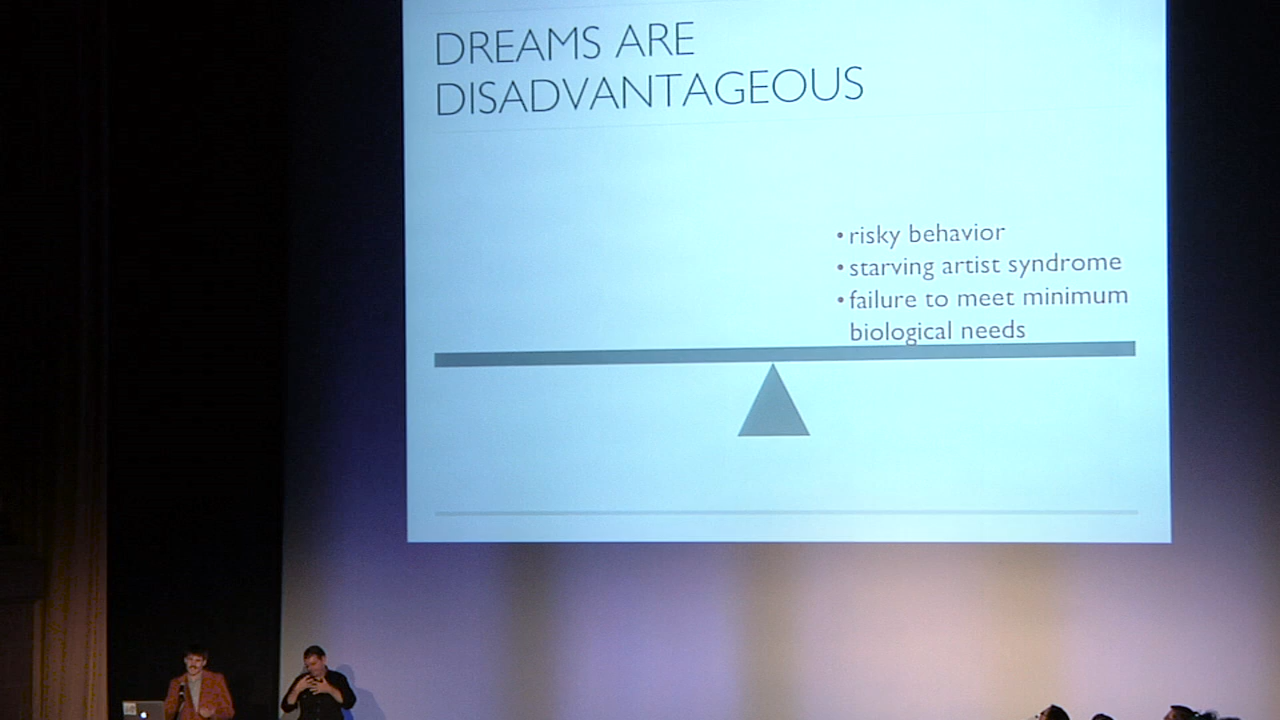 DREAMS ARE
DISADVANTAGEOUS
• risky behavior
• starving artist syndrome
• failure to meet minimum
biological needs